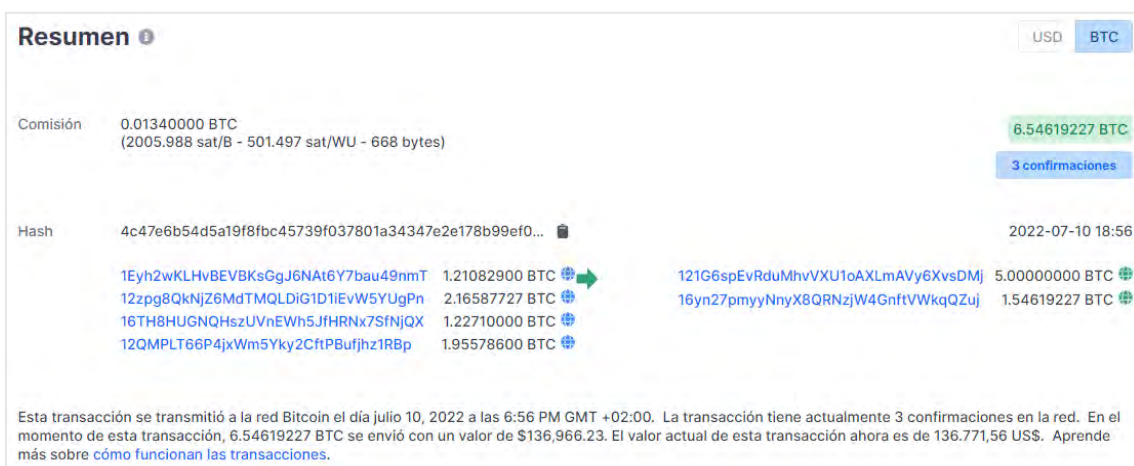 Resumen
USD BTC
Comisión 0.01340000 BTC
(2005.988 sat/B - 501.497 sat/WU - 668 bytes)
6.54619227 BTC
3 confirmaciones
Hash 4c47e6b54d5a19f8fbc45739f037801a34347e2e178b99ef0... 2022-07-10 18:56
1Eyh2wKLHvBEVBKsGgJ6NAt6Y7bau49nmT 1.21082900 BTC 121G6spEvRduMhvVXU1oAXLmAVy6XvsDMj 5.00000000 BTC
12zpg8QkNjZ6MdTMQLDiG1D1iEvW5YUgPn 2.16587727 BTC 16yn27pmyyNnyX8QRNzjW4GnftVWkqQZuj 1.54619227 BTC
16TH8HUGNQHszUVnEWh5JfHRNx7SfNjQX 1.22710000 BTC
12QMPLT66P4jxWm5Yky2CftPBufjhz1RBp 1.95578600 BTC
Esta transacción se transmitió a la red Bitcoin el día julio 10, 2022 a las 6:56 PM GMT +02:00. La transacción tiene actualmente 3 confirmaciones en la red. En el
momento de esta transacción, 6.54619227 BTC se envió con un valor de $136,966.23. El valor actual de esta transacción ahora es de 136.771,56 US$. Aprende
más sobre cómo funcionan las transacciones.